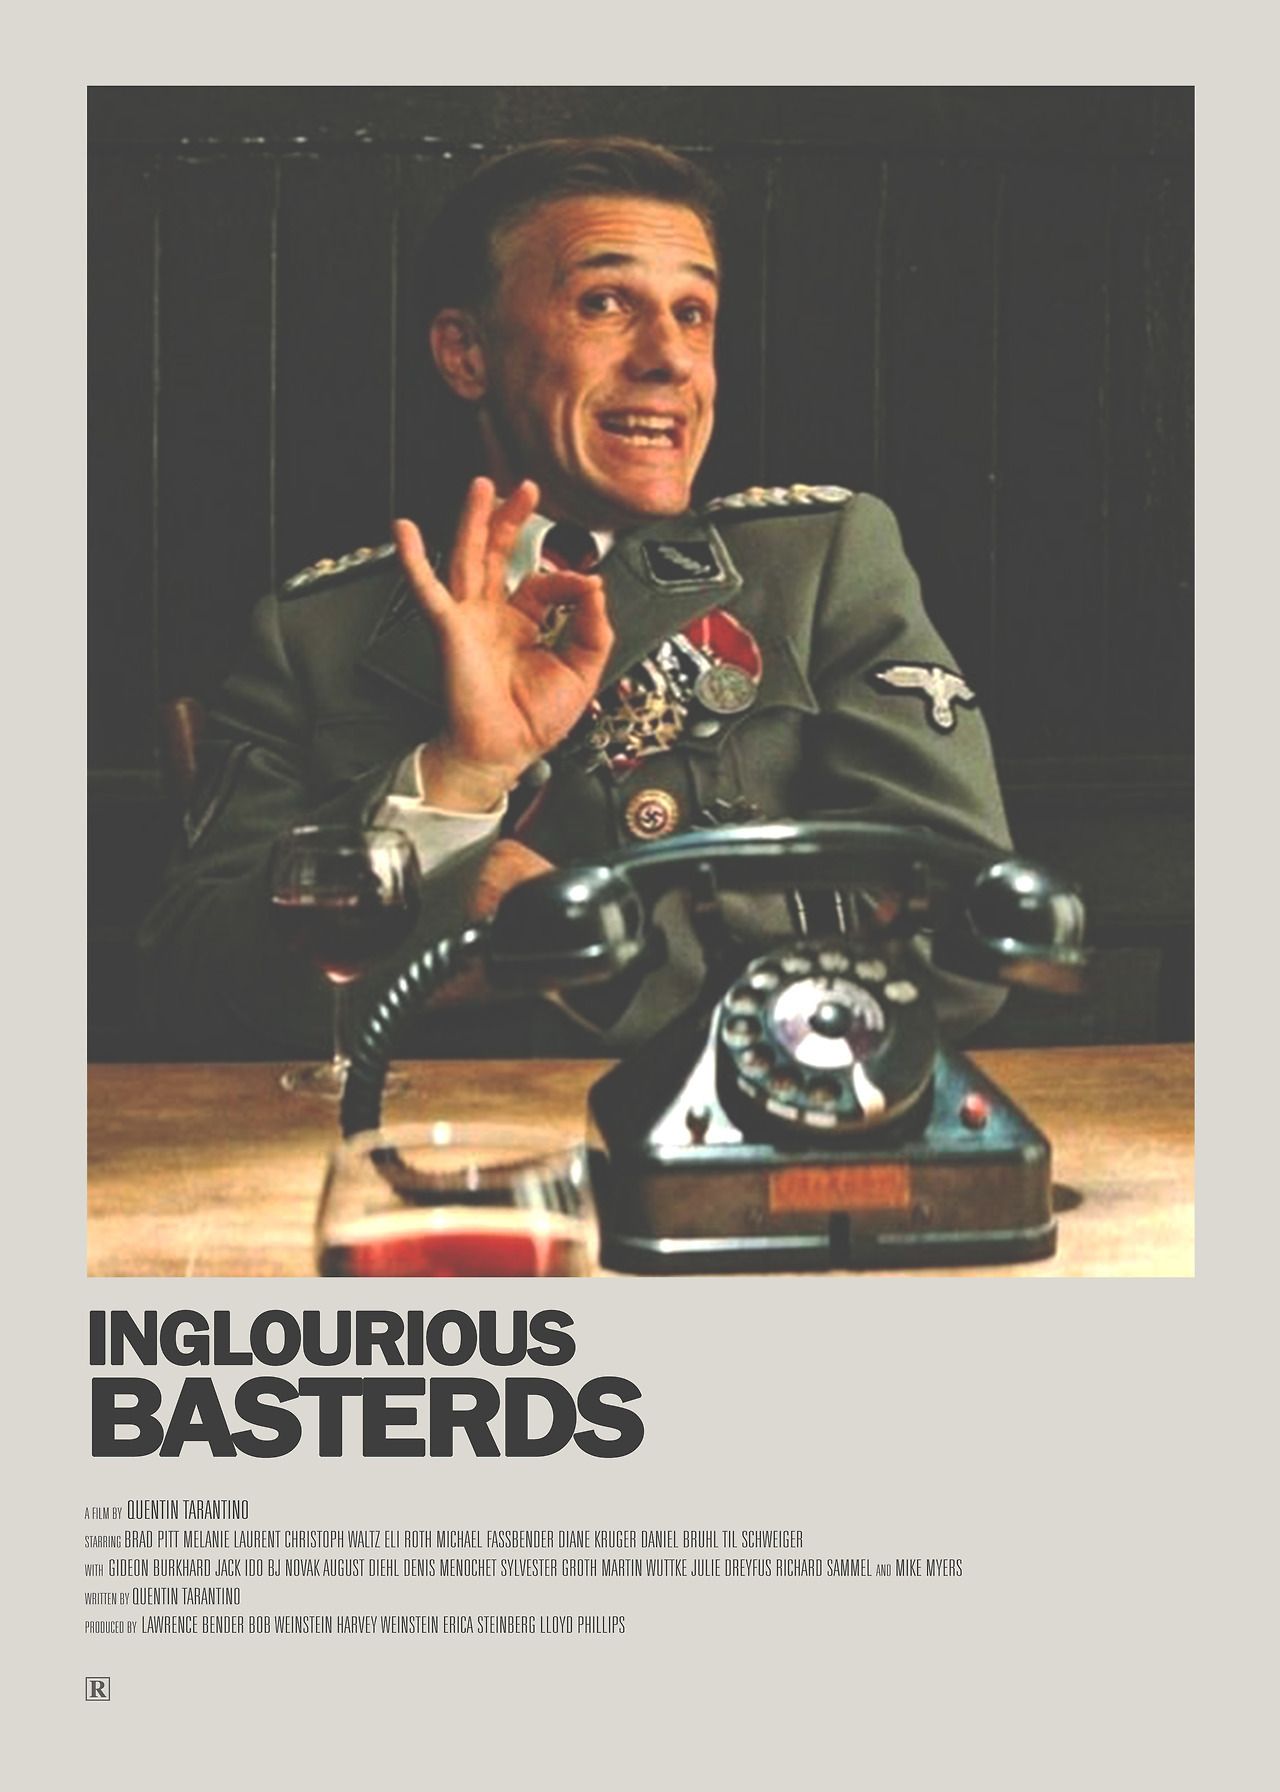 INGLOURIOUS
BASTERDS
A FILM BY QUENTIN TARANTINO
STARRING BRAD PITT MELANIE LAURENT CHRISTOPH WALTZ ELI ROTH MICHAEL FASSBENDER DIANE KRUGER DANIEL BRUHL TIL SCHWEIGER
WITH GIDEON BURKHARD JACK IDO BJ NOVAK AUGUST DIEHL DENIS MENOCHET SYLVESTER GROTH MARTIN WUTTKE JULIE DREYFUS RICHARD SAMMEL AND MIKE MYERS
WRITTEN BY QUENTIN TARANTINO
PRODUCED BY LAWRENCE BENDER BOB WEINSTEIN HARVEY WEINSTEIN ERICA STEINBERG LLOYD PHILLIPS
R